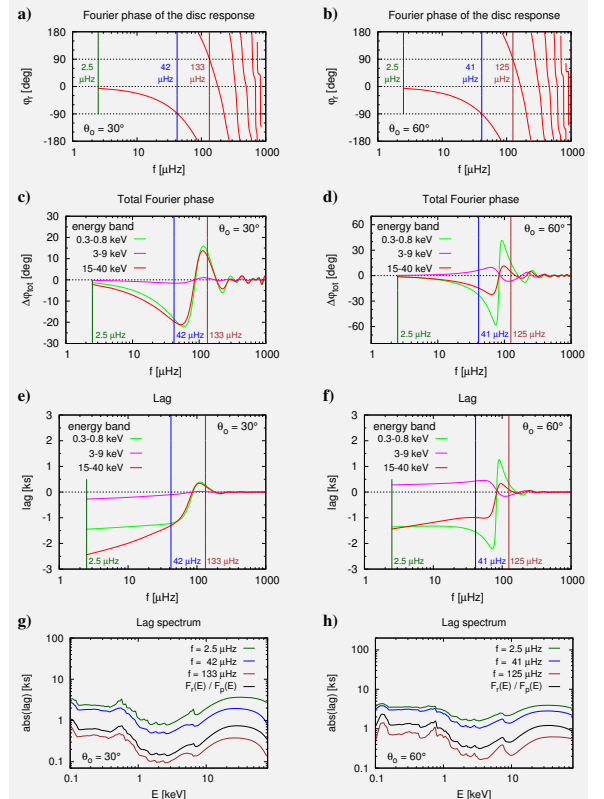 a) Fourier phase of the disc response
180
90
0
-90
-180
φr [deg]
2.5 μHz
42 μHz
133 μHz
θo = 30°
1 10 100 1000
f [μHz]
b) Fourier phase of the disc response
180
90
0
-90
-180
φr [deg]
2.5 μHz
41 μHz
125 μHz
θo = 60°
1 10 100 1000
f [μHz]
c) Total Fourier phase
30
20
10
0
-10
-20
-30
Δφtot [deg]
energy band
0.3-0.8 keV
3-9 keV
15-40 keV
θo = 30°
2.5 μHz 42 μHz 133 μHz
1 10 100 1000
f [μHz]
d) Total Fourier phase
60
30
0
-30
-60
Δφtot [deg]
energy band
0.3-0.8 keV
3-9 keV
15-40 keV
θo = 60°
2.5 μHz 41 μHz 125 μHz
1 10 100 1000
f [μHz]
e) Lag
3
2
1
0
-1
-2
-3
lag [ks]
energy band
0.3-0.8 keV
3-9 keV
15-40 keV
θo = 30°
2.5 μHz 42 μHz 133 μHz
1 10 100 1000
f [μHz]
f) Lag
3
2
1
0
-1
-2
-3
lag [ks]
energy band
0.3-0.8 keV
3-9 keV
15-40 keV
θo = 60°
2.5 μHz 41 μHz 125 μHz
1 10 100 1000
f [μHz]
g) Lag spectrum
100
10
1
0.1
abs(lag) [ks]
f = 2.5 μHz
f = 42 μHz
f = 133 μHz
Fr(E) / Fp(E)
θo = 30°
0.1 1 10
E [keV]
h) Lag spectrum
100
10
1
0.1
abs(lag) [ks]
f = 2.5 μHz
f = 41 μHz
f = 125 μHz
Fr(E) / Fp(E)
θo = 60°
0.1 1 10
E [keV]